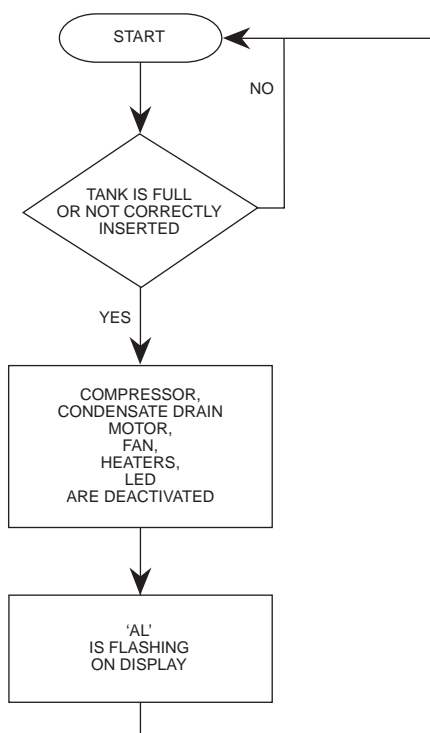 START
NO
TANK IS FULL
OR NOT CORRECTLY
INSERTED
YES
COMPRESSOR,
CONDENSATE DRAIN
MOTOR,
FAN,
HEATERS,
LED
ARE DEACTIVATED
‘AL’
IS FLASHING
ON DISPLAY